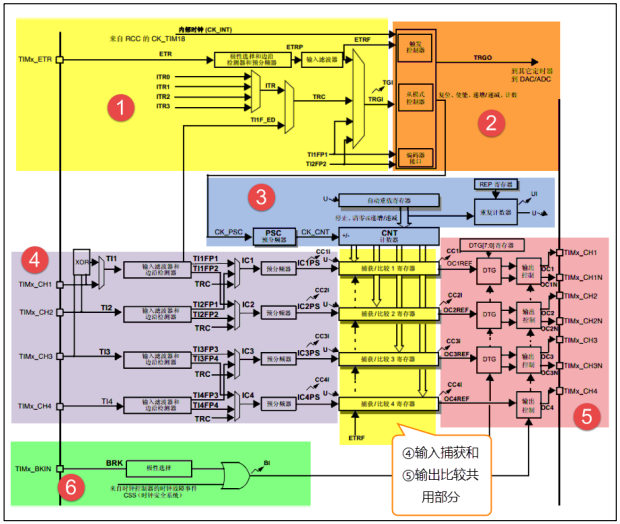 内部时钟 (CK_INT)
来自 RCC 的 CK_TIM18
TIMx_ETR
ETR
极性选择和边沿
检测器和预分频器
ETRP
输入滤波器
ETRF
触发
控制器
TRGO
到其它定时器
到 DAC/ADC
ITR0
ITR1
ITR2
ITR3
ITR
TRC
TI1F_ED
TGI
TRGI
从模式
控制器
复位、使能、递增/递减、计数
1
2
TI1FP1
TI2FP2
编码器
接口
3
REP 寄存器
U
自动重载寄存器
UI
停止、清零或递增/递减
重复计数器
U
CK_PSC
PSC
预分频器
CK_CNT
+/-
CNT
计数器
4
DTG[7:0]寄存器
XOR
TI1
输入滤波器和
边沿检测器
TI1FP1
TI1FP2
TRC
IC1
预分频器
IC1PS
CC1I
U
捕获/比较 1 寄存器
CC1I
OC1REF
DTG
输出
控制
OC1
OC1N
TIMx_CH1
TIMx_CH1N
TIMx_CH1
TIMx_CH2
TI2
输入滤波器和
边沿检测器
TI2FP1
TI2FP2
TRC
IC2
预分频器
IC2PS
CC2I
U
捕获/比较 2 寄存器
CC2I
OC2REF
DTG
输出
控制
OC2
OC2N
TIMx_CH2
TIMx_CH2N
TIMx_CH3
TI3
输入滤波器和
边沿检测器
TI3FP3
TI3FP4
TRC
IC3
预分频器
IC3PS
CC3I
U
捕获/比较 3 寄存器
CC3I
OC3REF
DTG
输出
控制
OC3
OC3N
TIMx_CH3
TIMx_CH3N
TIMx_CH4
TI4
输入滤波器和
边沿检测器
TI4FP3
TI4FP4
TRC
IC4
预分频器
IC4PS
CC4I
U
捕获/比较 4 寄存器
CC4I
OC4REF
输出
控制
OC4
TIMx_CH4
5
ETRF
④输入捕获和
⑤输出比较共
用部分
TIMx_BKIN
BRK
极性选择
BI
来自时钟控制器的时钟故障事件
CSS (时钟安全系统)
6